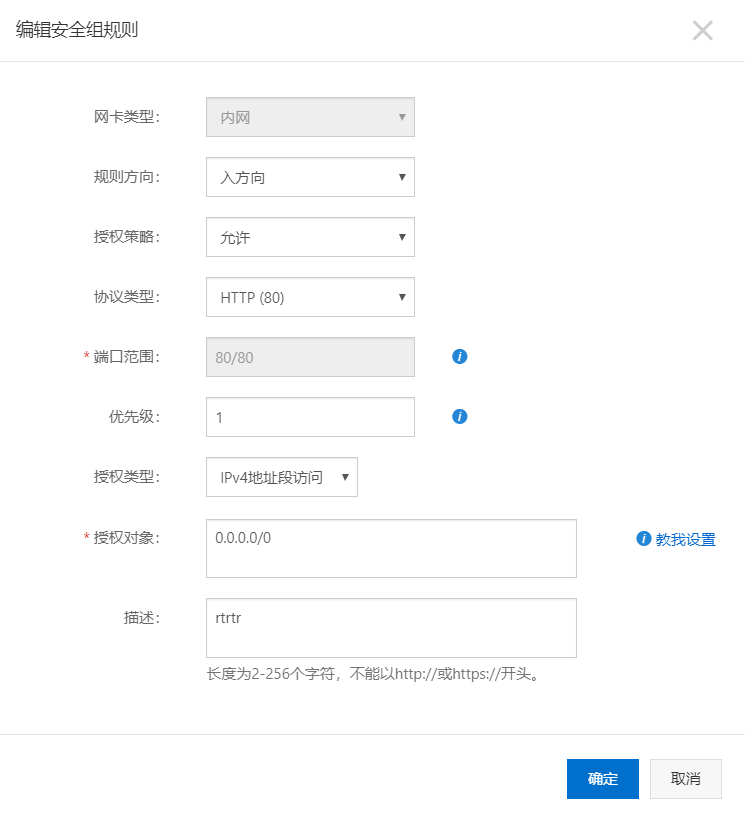 编辑安全组规则
网卡类型： 内网
规则方向： 入方向
授权策略： 允许
协议类型： HTTP (80)
* 端口范围： 80/80
优先级： 1
授权类型： IPv4地址段访问
* 授权对象： 0.0.0.0/0 教我设置
描述： rtrtr
长度为2-256个字符，不能以http://或https://开头。
确定 取消